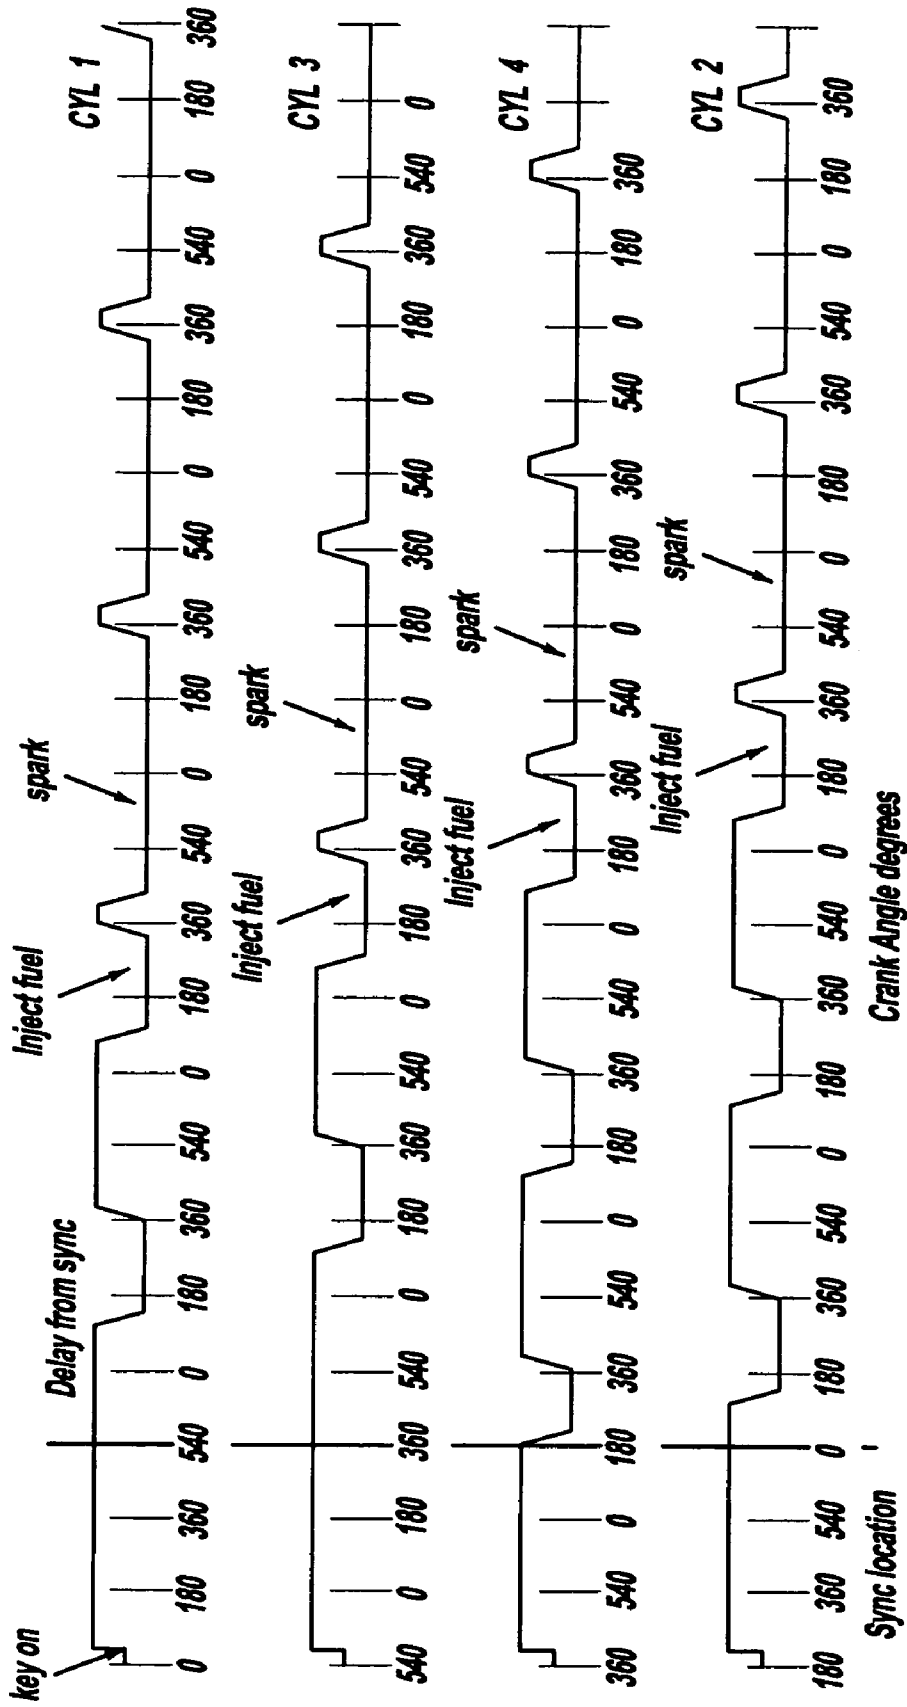 key on
Delay from sync
Inject fuel
spark
CYL 1
0 180 360 540 0 180 360 540 0 180 360 540 0 180 360 540 0 180 360 540 0 180 360
Inject fuel
spark
CYL 3
540 0 180 360 540 0 180 360 540 0 180 360 540 0 180 360 540 0 180 360 540 0
Inject fuel
spark
CYL 4
360 540 0 180 360 540 0 180 360 540 0 180 360 540 0 180 360 540 0 180 360
Inject fuel
spark
CYL 2
180 360 540 0 180 360 540 0 180 360 540 0 180 360 540 0 180 360 540 0 180 360
Sync location
Crank Angle degrees